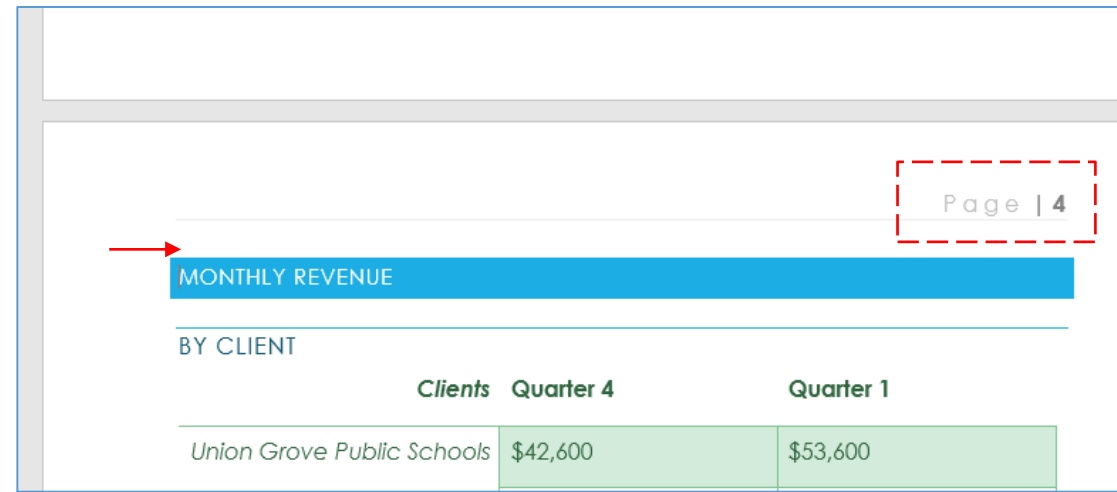 Page | 4
MONTHLY REVENUE
BY CLIENT
Clients Quarter 4 Quarter 1
Union Grove Public Schools $42,600 $53,600